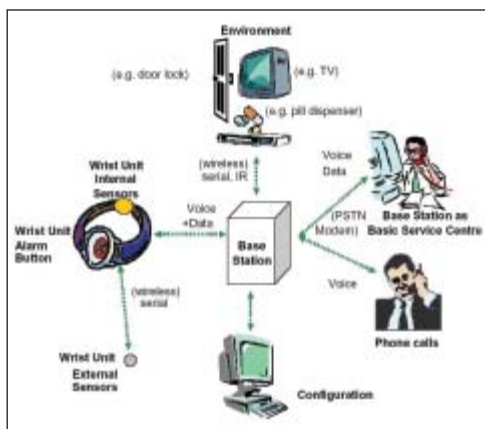 Environment
(e.g. door lock)
(e.g. TV)
(e.g. pill dispenser)
(wireless)
serial, IR
Wrist Unit
Internal
Sensors
Voice
Data
Voice
+Data
Wrist Unit
Alarm
Button
Base
Station
(PSTN
Modem)
Base Station as
Basic Service Centre
(wireless)
serial
Voice
Phone calls
Wrist Unit
External
Sensors
Configuration